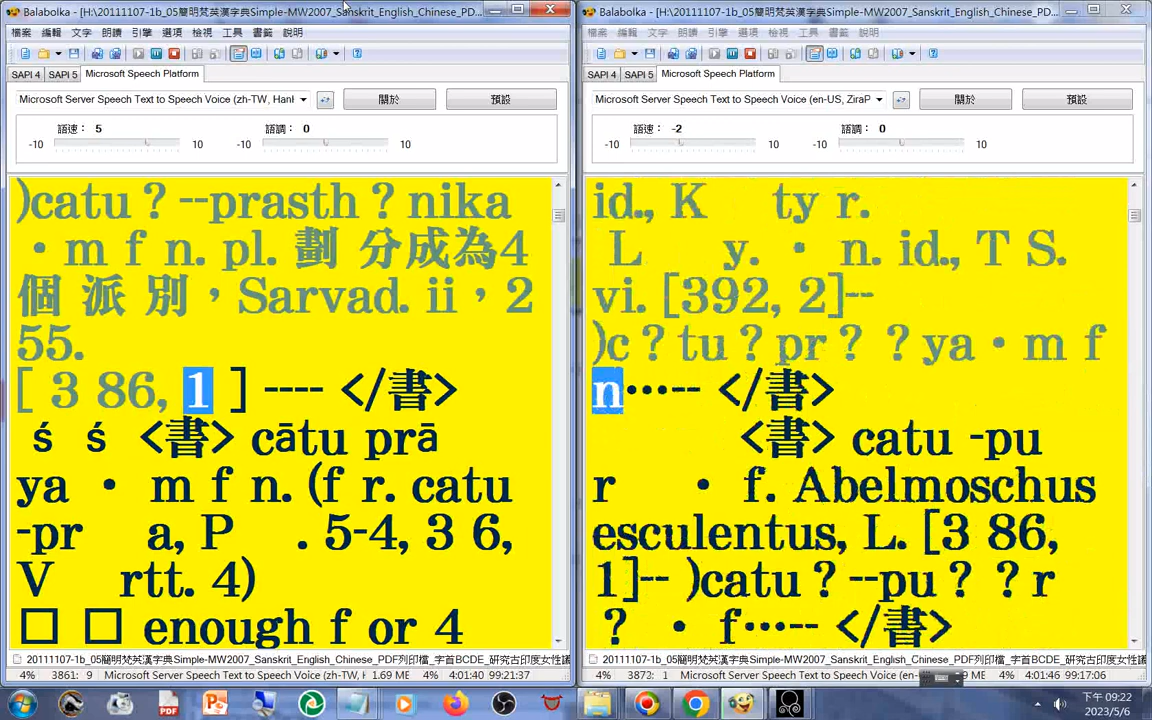 Balabolka - [H:\20111107-1b_05簡明梵英漢字典Simple-MW2007_Sanskrit_English_Chinese_PD...
檔案 編輯 文字 朗讀 引擎 選項 檢視 工具 書籤 說明
SAPI 4 SAPI 5 Microsoft Speech Platform
Microsoft Server Speech Text to Speech Voice (zh-TW, Hanl
關於 預設
語速： 5 語調： 0
-10 10 -10 10
)catu ? --prasth ? nika
‧ m f n. pl. 劃 分成為4
個 派 別，Sarvad. ii，2
55.
[ 3 86, 1 ] ---- </書>
ś ś <書> cātu prā
ya ‧ m f n. (f r. catu
-pr a, P . 5-4, 3 6,
V rtt. 4)
□ □ enough f or 4
20111107-1b_05簡明梵英漢字典Simple-MW2007_Sanskrit_English_Chinese_PDF列印檔_字首BCDE_研究古印度女性議
4% 3861: 9 Microsoft Server Speech Text to Speech Voice (zh-TW, H 1.69 MB 4% 4:01:40 99:21:37
Balabolka - [H:\20111107-1b_05簡明梵英漢字典Simple-MW2007_Sanskrit_English_Chinese_PD...
檔案 編輯 文字 朗讀 引擎 選項 檢視 工具 書籤 說明
SAPI 4 SAPI 5 Microsoft Speech Platform
Microsoft Server Speech Text to Speech Voice (en-US, ZiraP
關於 預設
語速： -2 語調： 0
-10 10 -10 10
id., K ty r.
L y. ‧ n. id., T S.
vi. [392, 2]--
)c ? tu ? pr ? ? ya ‧ m f
n…-- </書>
<書> catu -pu
r ‧ f. Abelmoschus
esculentus, L. [3 86,
1]-- )catu ? --pu ? ? r
? ‧ f…-- </書>
20111107-1b_05簡明梵英漢字典Simple-MW2007_Sanskrit_English_Chinese_PDF列印檔_字首BCDE_研究古印度女性議
4% 3873: 1 Microsoft Server Speech Text to Speech Voice (en-US, 4% 4:01:46 99:17:06
下午 09:22
2023/5/6